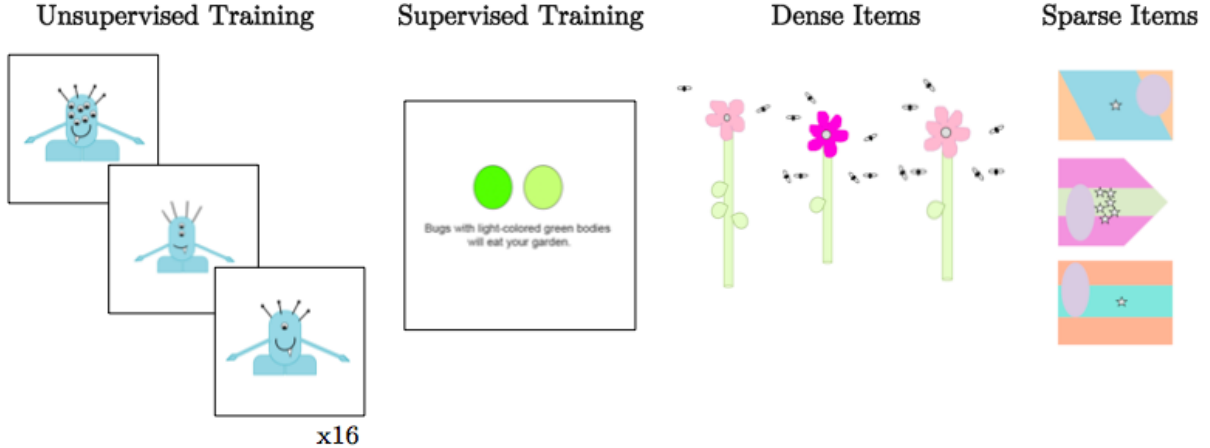 Unsupervised Training
Supervised Training
Dense Items
Sparse Items
Bugs with light-colored green bodies
will eat your garden.
x16